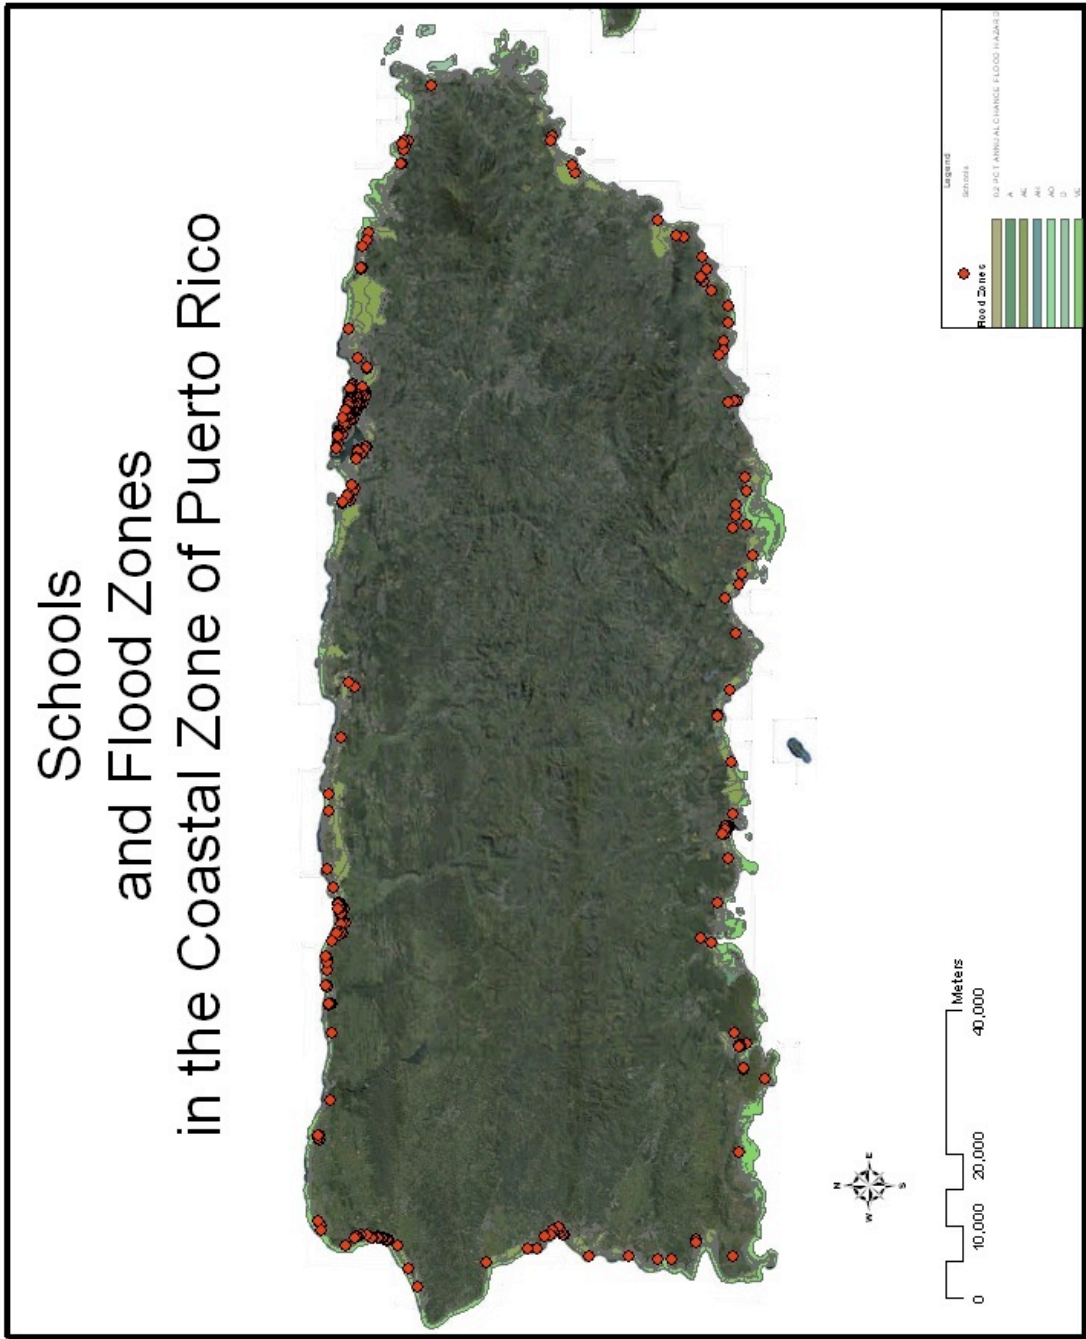 Schools
and Flood Zones
in the Coastal Zone of Puerto Rico
Legend
Schools
Flood Zones
0.2 PCT ANNUAL CHANCE FLOOD HAZARD
A
AE
AH
AO
D
VE
N
W
E
S
0
10,000
20,000
40,000
Meters